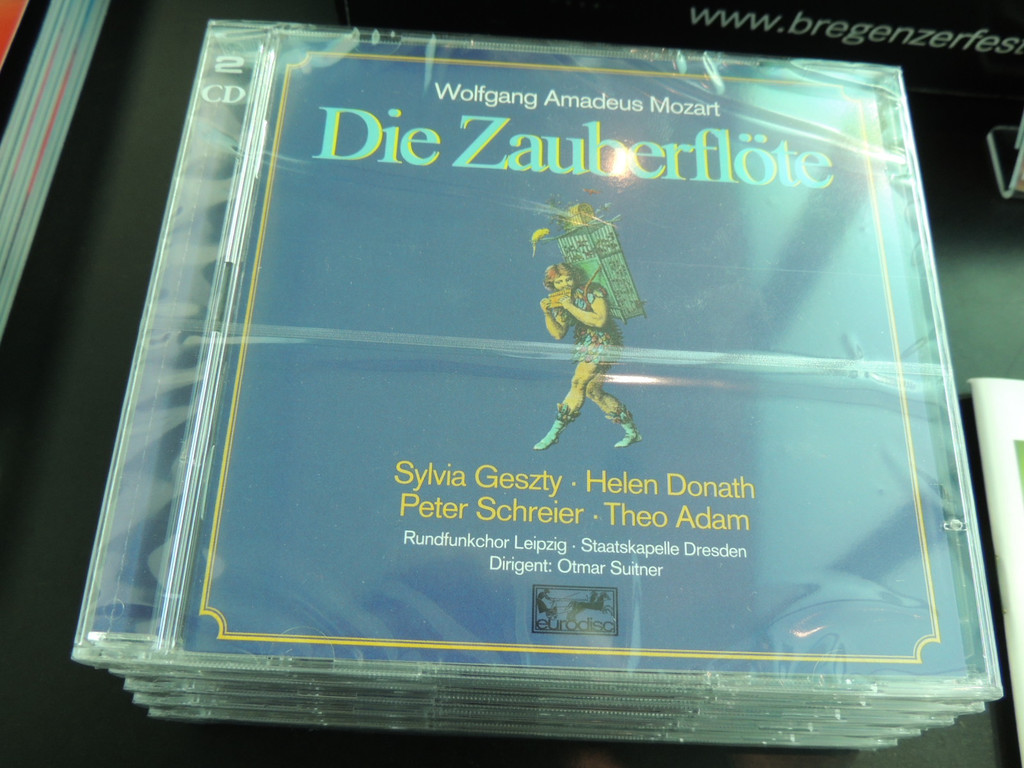 www.bregenzerfest
2
CD
Wolfgang Amadeus Mozart
Die Zauberflöte
Sylvia Geszty · Helen Donath
Peter Schreier · Theo Adam
Rundfunkchor Leipzig · Staatskapelle Dresden
Dirigent: Otmar Suitner
eurodisc